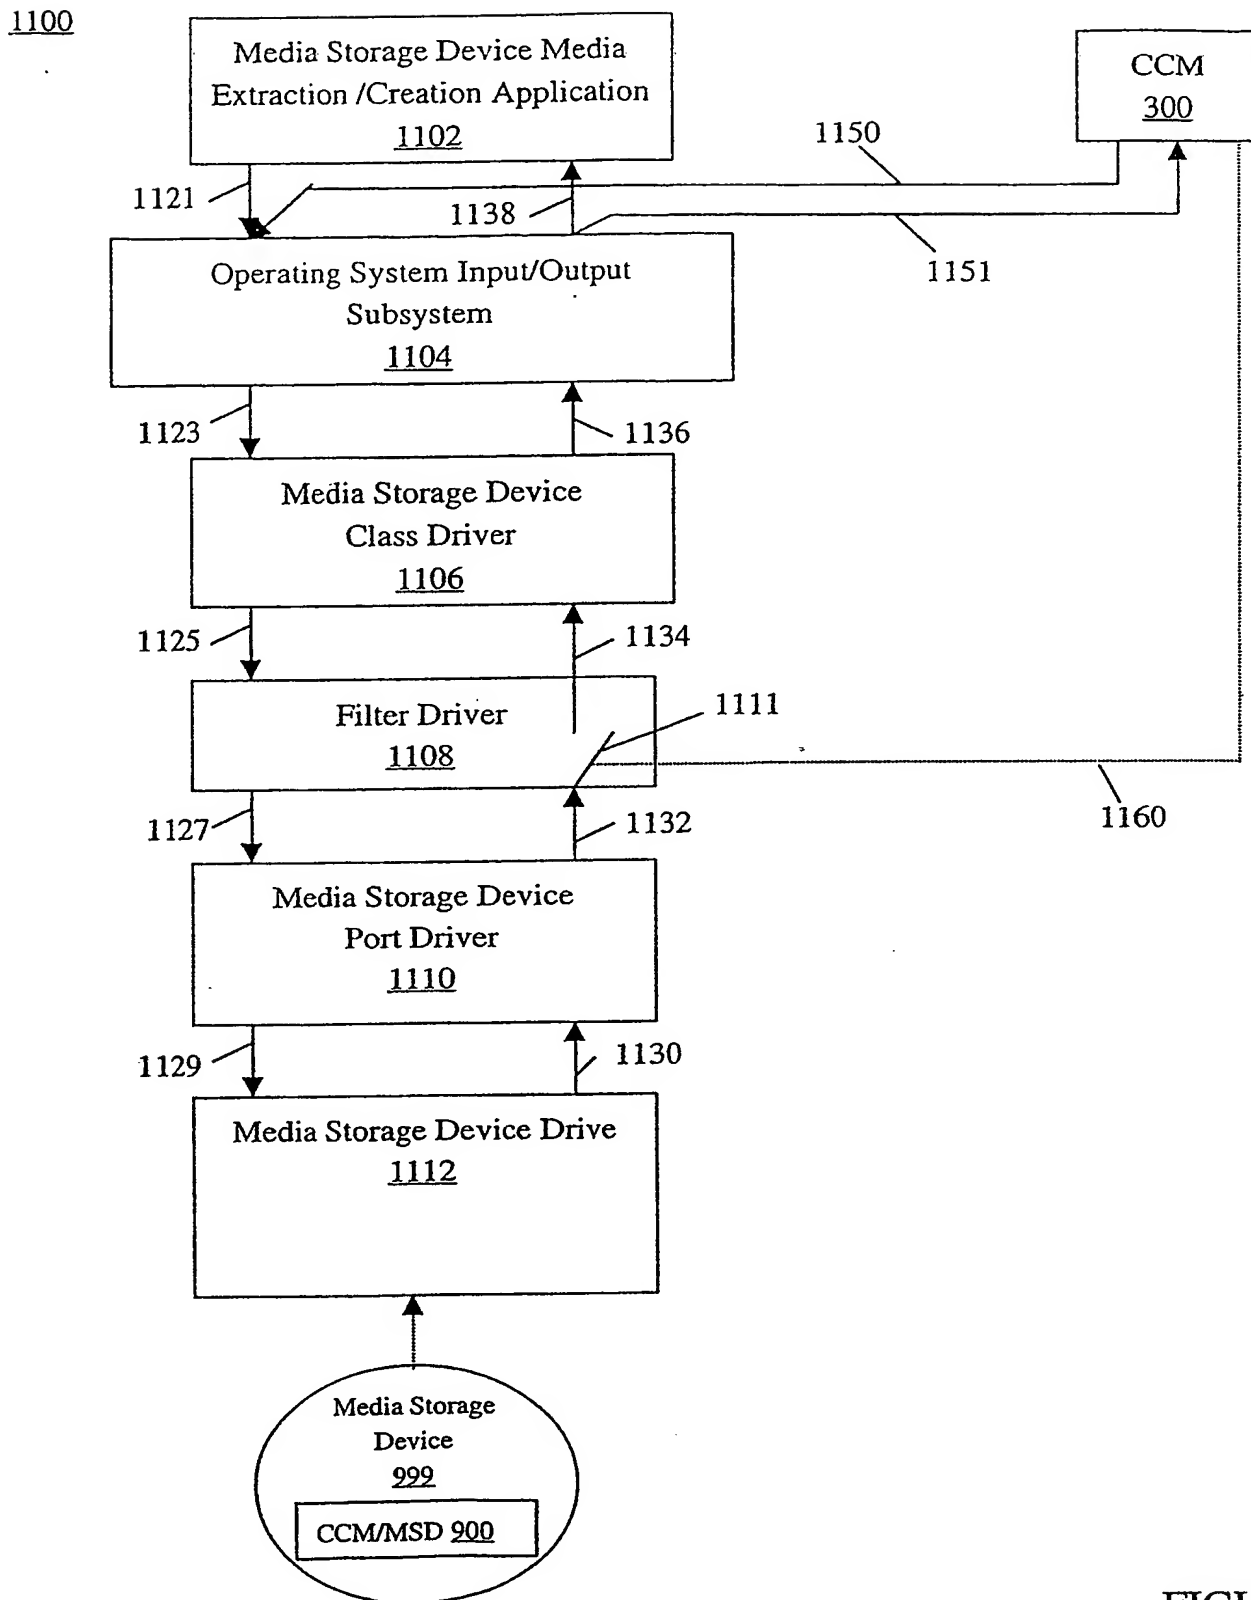 1100
Media Storage Device Media
Extraction /Creation Application
1102
CCM
300
1150
1121
1138
1151
Operating System Input/Output
Subsystem
1104
1123
1136
Media Storage Device
Class Driver
1106
1125
1134
Filter Driver
1108
1111
1127
1132
1160
Media Storage Device
Port Driver
1110
1129
1130
Media Storage Device Drive
1112
Media Storage
Device
999
CCM/MSD 900